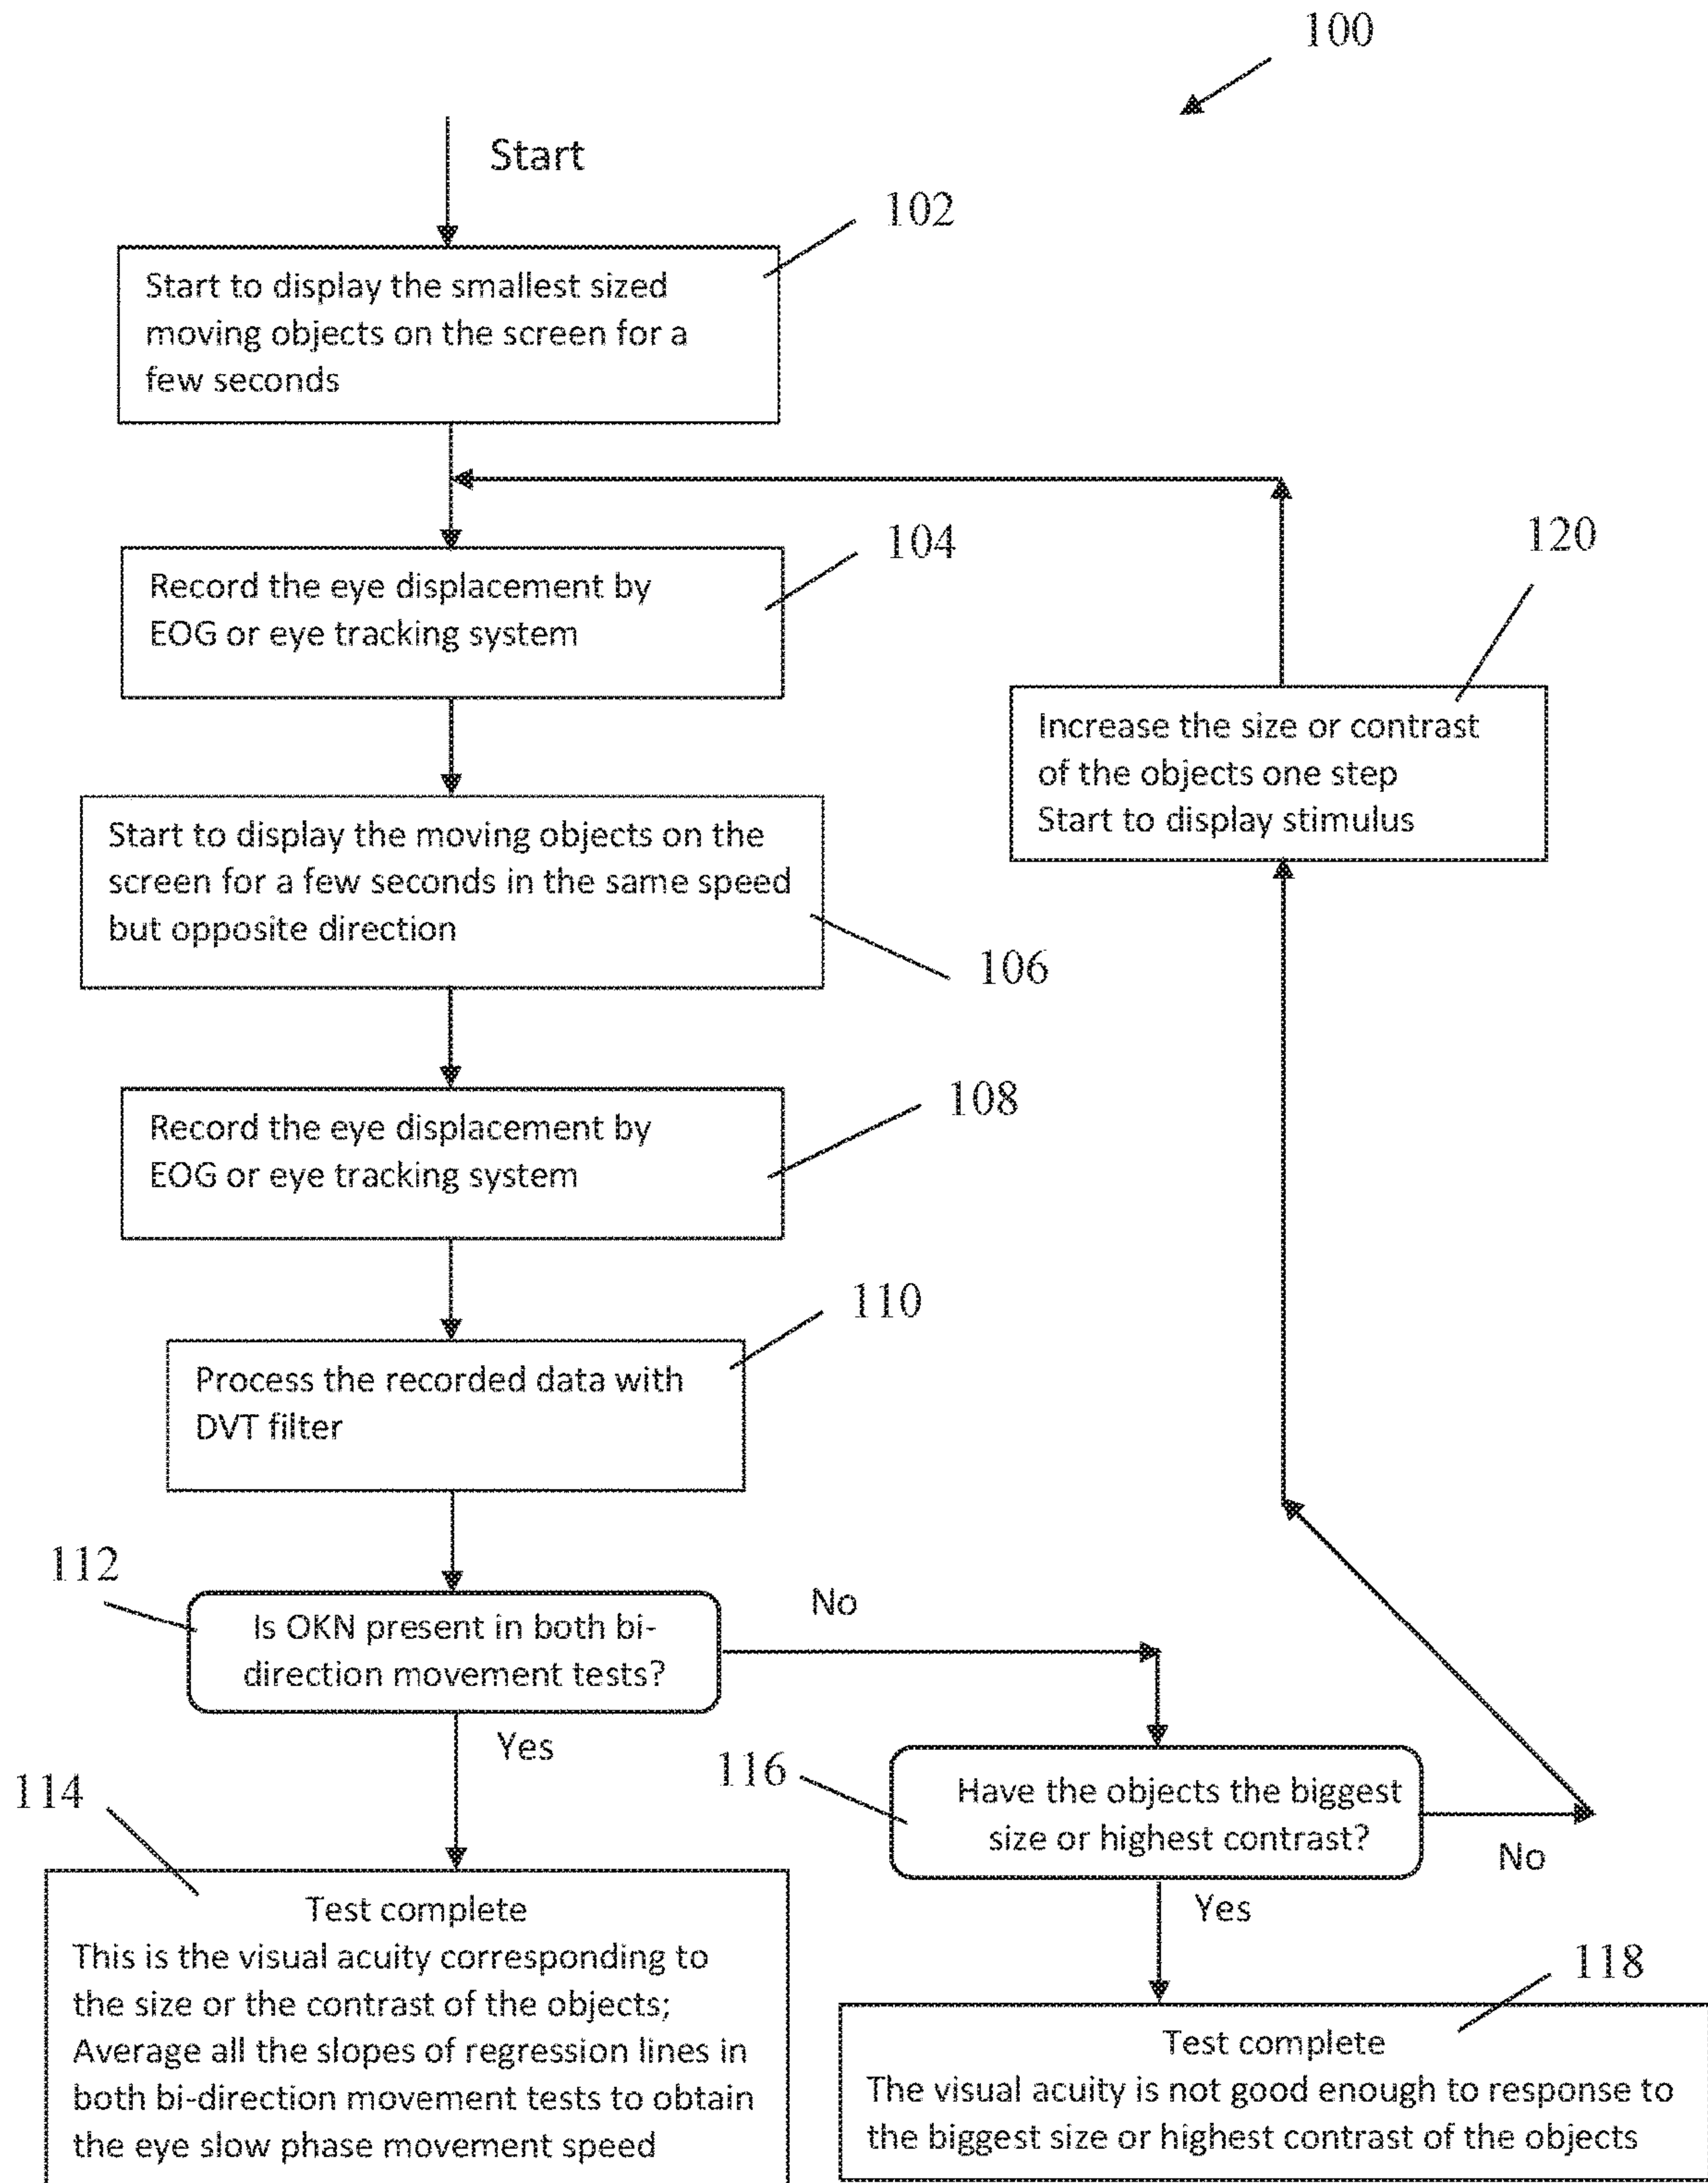 100
Start
102
Start to display the smallest sized
moving objects on the screen for a
few seconds
104
Record the eye displacement by
EOG or eye tracking system
120
Increase the size or contrast
of the objects one step
Start to display stimulus
Start to display the moving objects on the
screen for a few seconds in the same speed
but opposite direction
106
108
Record the eye displacement by
EOG or eye tracking system
110
Process the recorded data with
DVT filter
112
Is OKN present in both bi-
direction movement tests?
No
Yes
116
Have the objects the biggest
size or highest contrast?
No
Yes
114
Test complete
This is the visual acuity corresponding to
the size or the contrast of the objects;
Average all the slopes of regression lines in
both bi-direction movement tests to obtain
the eye slow phase movement speed
118
Test complete
The visual acuity is not good enough to response to
the biggest size or highest contrast of the objects